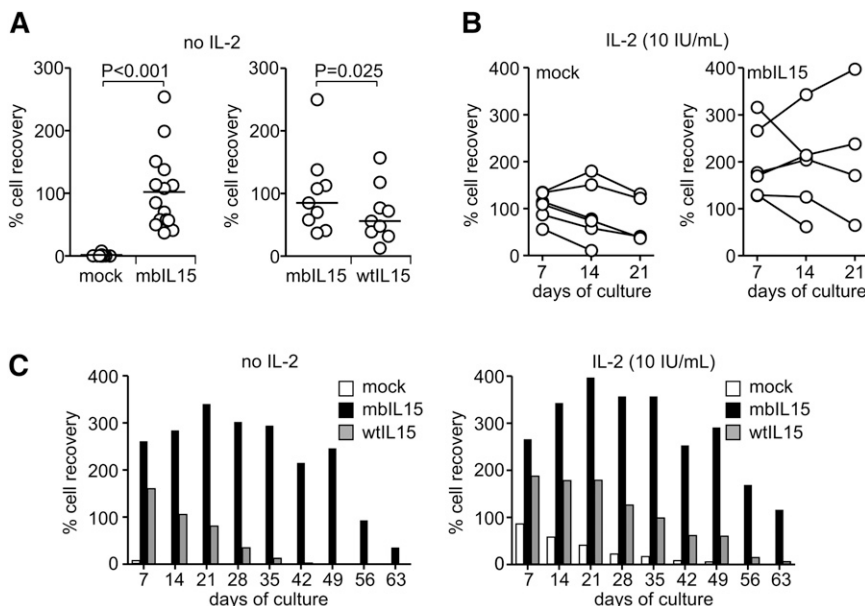 A
no IL-2
P<0.001
P=0.025
% cell recovery
300
200
100
0
mock mbIL15
% cell recovery
300
200
100
0
mbIL15 wtIL15
B
IL-2 (10 IU/mL)
mock
mbIL15
% cell recovery
400
300
200
100
0
7 14 21
days of culture
% cell recovery
400
300
200
100
0
7 14 21
days of culture
C
no IL-2
mock
mbIL15
wtIL15
% cell recovery
400
300
200
100
0
7 14 21 28 35 42 49 56 63
days of culture
IL-2 (10 IU/mL)
mock
mbIL15
wtIL15
% cell recovery
400
300
200
100
0
7 14 21 28 35 42 49 56 63
days of culture